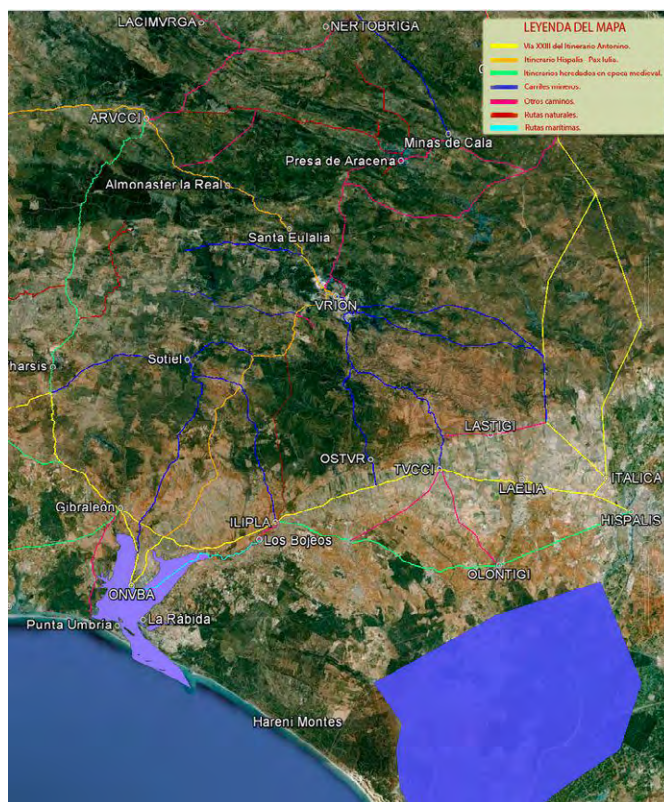 LACIMVRGA
NERTOBRIGA
LEYENDA DEL MAPA
Vía XXIII del Itinerario Antonino.
Itinerario Hispalis - Pax Iulia.
Itinerarios heredados en época medieval.
Carriles mineros.
Otros caminos.
Rutas naturales.
Rutas marítimas.
ARVCCI
Minas de Cala
Presa de Aracena
Almonaster la Real
Santa Eulalia
VRION
Sotiel
harsis
LASTIGI
OSTVR
TVCCI
LAELIA
ITALICA
Gibraleón
ILIPLA
HISPALIS
Los Bojeos
OLONTIGI
ONVBA
La Rábida
Punta Umbría
Hareni Montes